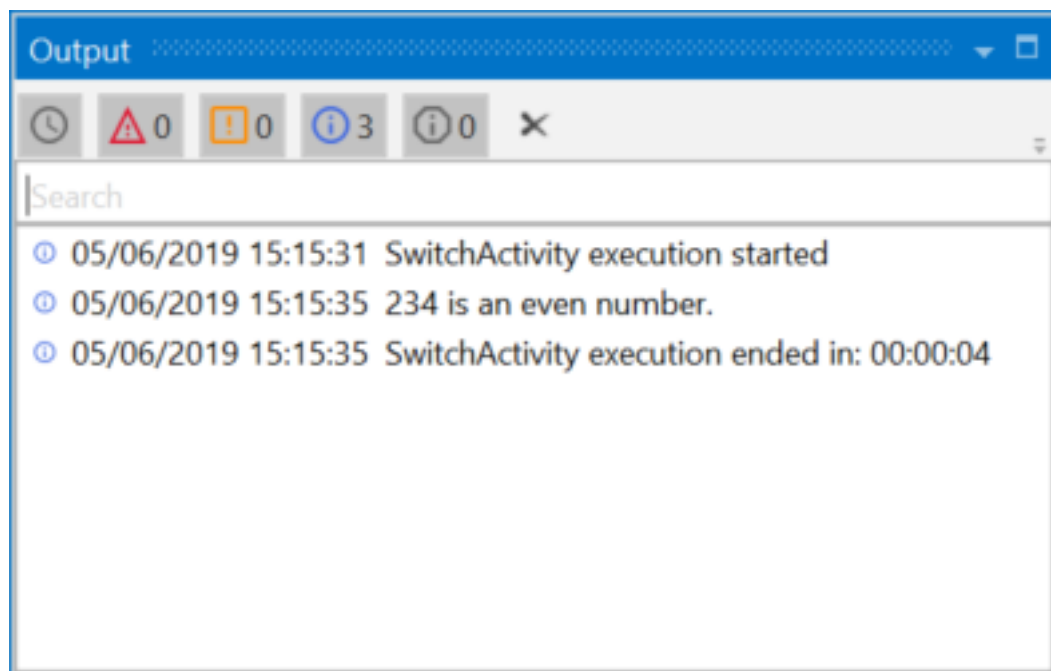 Output
0 0 3 0
Search
05/06/2019 15:15:31 SwitchActivity execution started
05/06/2019 15:15:35 234 is an even number.
05/06/2019 15:15:35 SwitchActivity execution ended in: 00:00:04